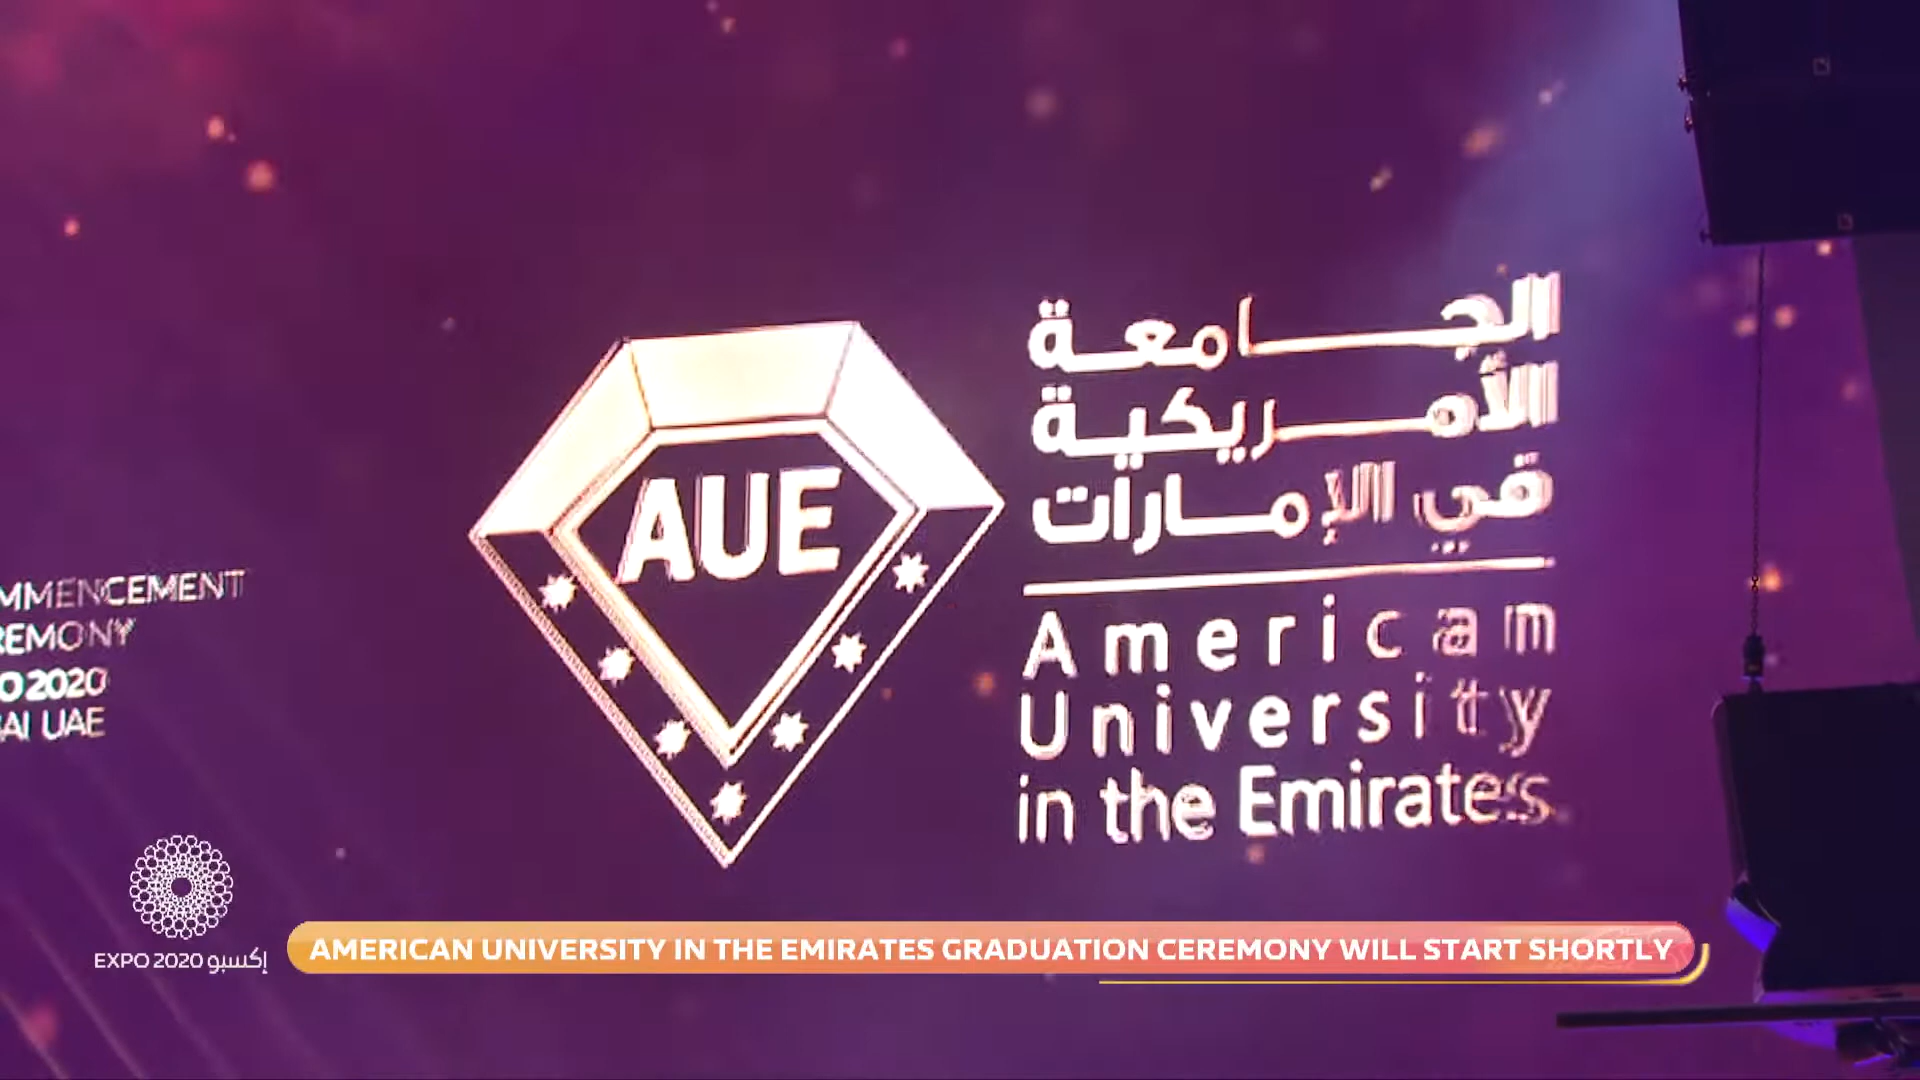 AUE
الجامعة
الأمريكية
في الإمارات
American
University
in the Emirates
MMENCEMENT
REMONY
O 2020
AI UAE
EXPO 2020 إكسبو
AMERICAN UNIVERSITY IN THE EMIRATES GRADUATION CEREMONY WILL START SHORTLY